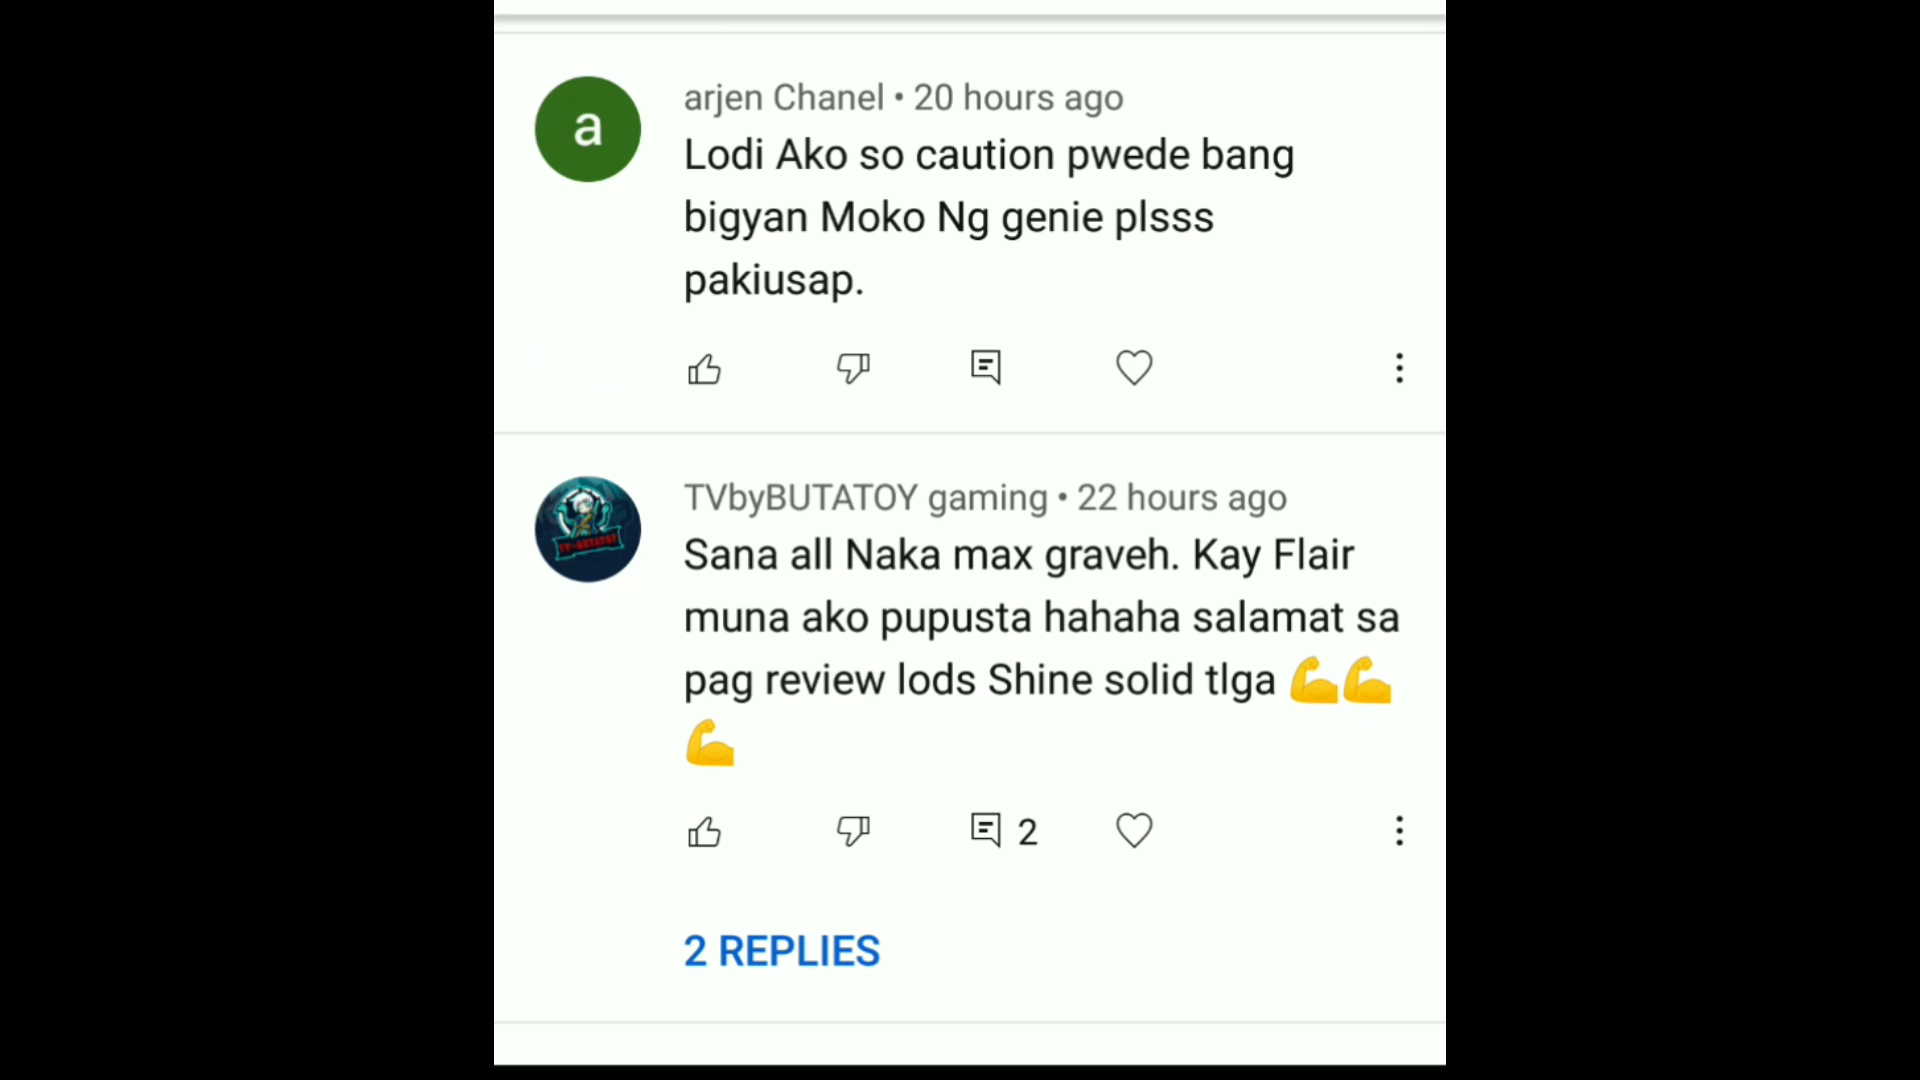 a
arjen Chanel • 20 hours ago
Lodi Ako so caution pwede bang
bigyan Moko Ng genie plsss
pakiusap.
TVbyBUTATOY gaming • 22 hours ago
Sana all Naka max graveh. Kay Flair
muna ako pupusta hahaha salamat sa
pag review lods Shine solid tlga 💪💪
💪
2
2 REPLIES